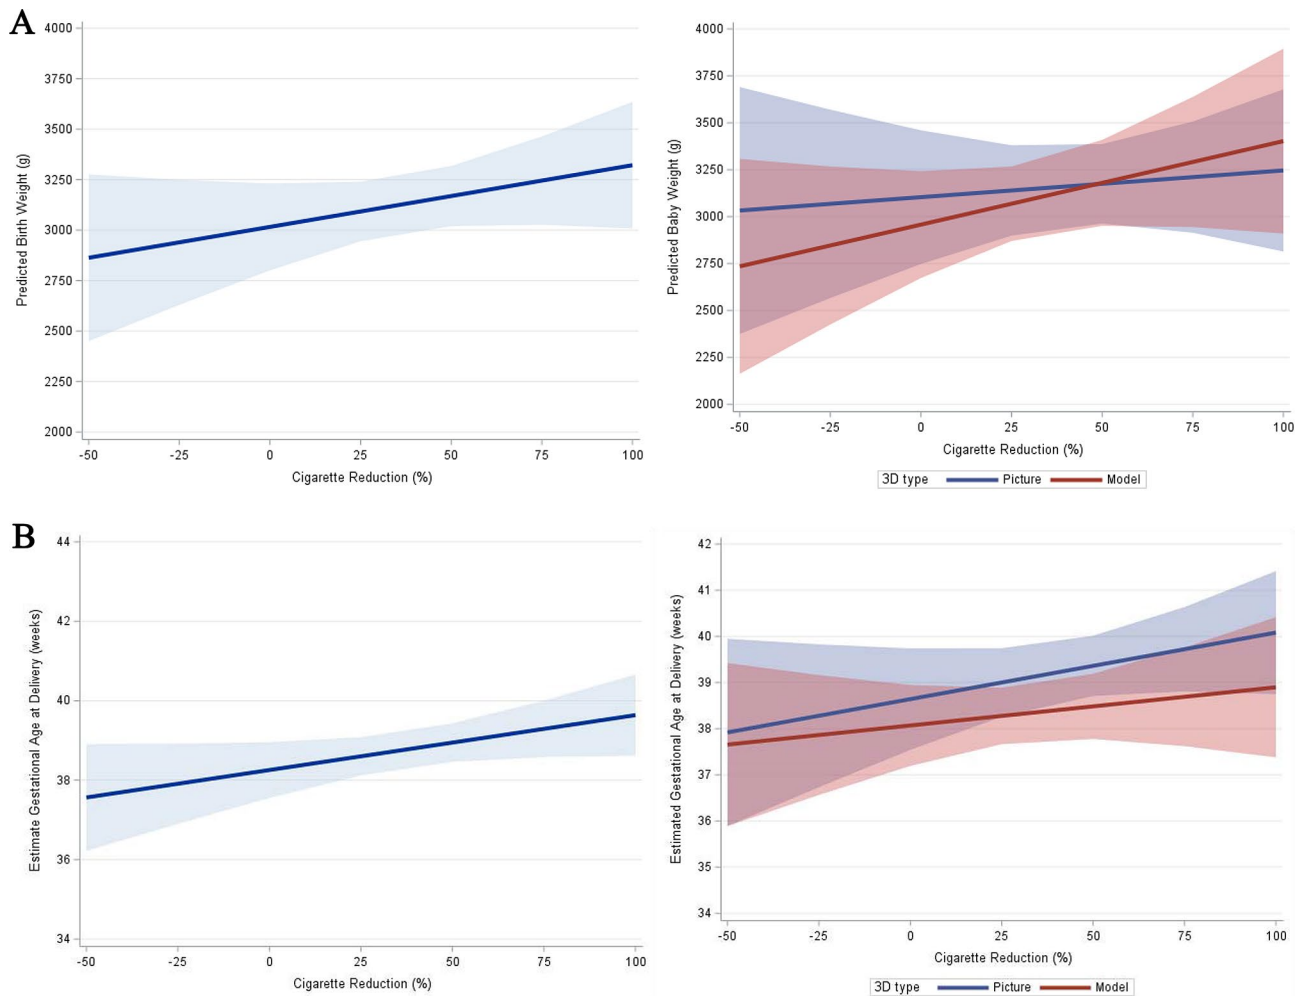 A
4000
3750
3500
3250
3000
2750
2500
2250
2000
Predicted Birth Weight (g)
-50 -25 0 25 50 75 100
Cigarette Reduction (%)
4000
3750
3500
3250
3000
2750
2500
2250
2000
Predicted Baby Weight (g)
-50 -25 0 25 50 75 100
Cigarette Reduction (%)
3D type Picture Model
B
44
42
40
38
36
34
Estimate Gestational Age at Delivery (weeks)
-50 -25 0 25 50 75 100
Cigarette Reduction (%)
42
41
40
39
38
37
36
35
34
Estimated Gestational Age at Delivery (weeks)
-50 -25 0 25 50 75 100
Cigarette Reduction (%)
3D type Picture Model